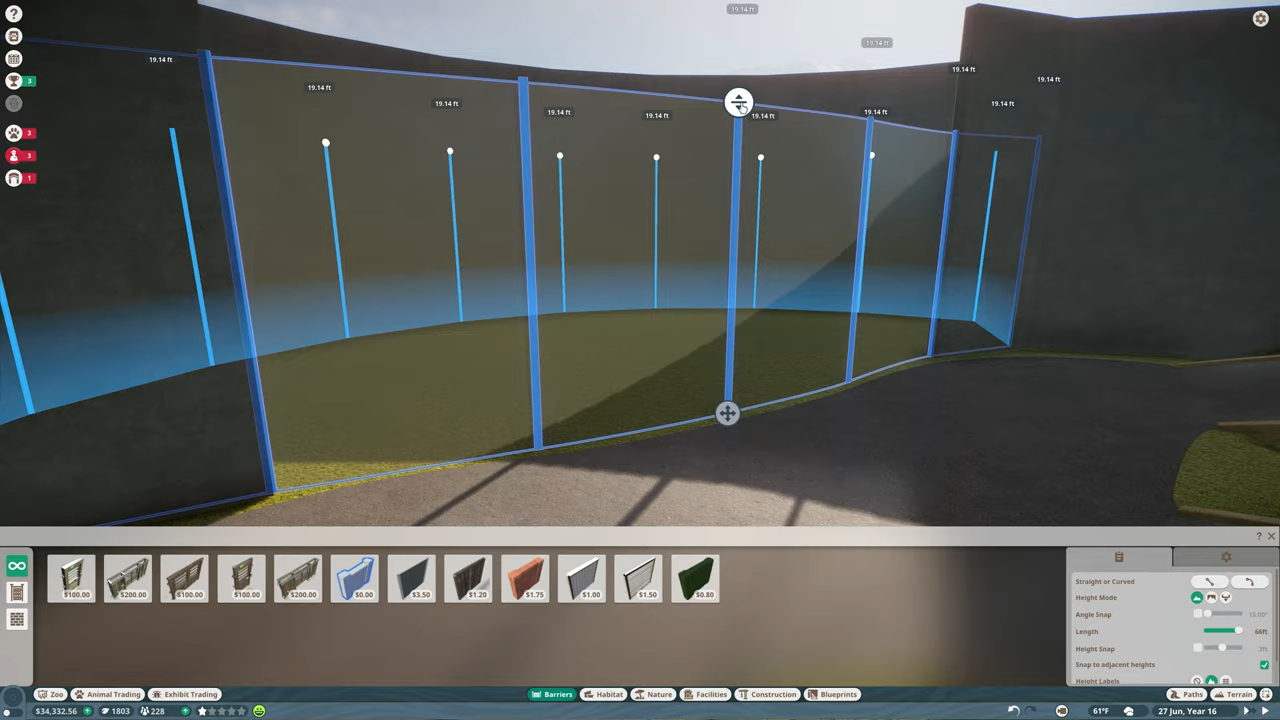 19.14 ft
19.14 ft
19.14 ft
19.14 ft
19.14 ft
19.14 ft
19.14 ft
19.14 ft
19.14 ft
19.14 ft
19.14 ft
19.14 ft
?
3
3
3
1
? ×
$100.00 $200.00 $100.00 $100.00 $200.00 $0.00 $3.50 $1.20 $1.75 $1.00 $1.50 $0.80
Straight or Curved
Height Mode
Angle Snap 15.00°
Length 66ft
Height Snap 3ft
Snap to adjacent heights
Height Labels
Zoo Animal Trading Exhibit Trading Barriers Habitat Nature Facilities Construction Blueprints Paths Terrain
$34,332.56 1803 228 61°F 27 Jun, Year 16